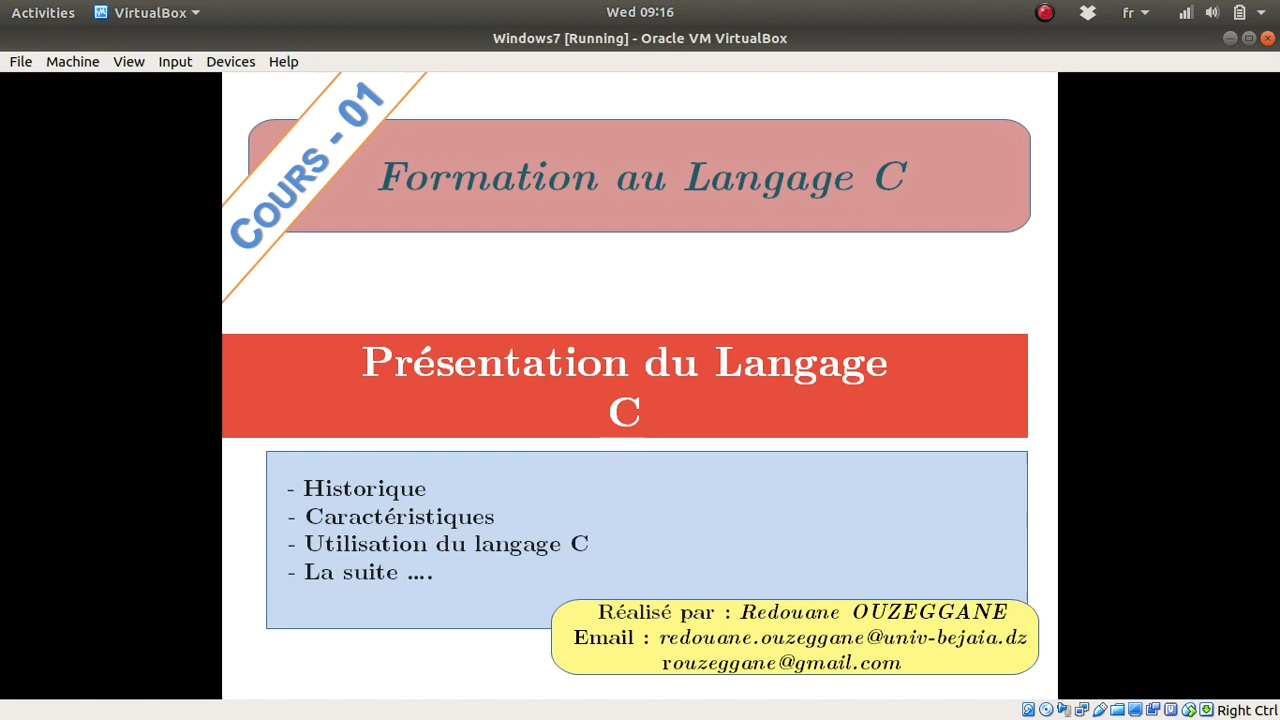 Activities VirtualBox Wed 09:16 fr
Windows7 [Running] - Oracle VM VirtualBox
File Machine View Input Devices Help
COURS - 01
Formation au Langage C
Présentation du Langage
C
- Historique
- Caractéristiques
- Utilisation du langage C
- La suite ....
Réalisé par : Redouane OUZEGGANE
Email : redouane.ouzeggane@univ-bejaia.dz
rouzeggane@gmail.com
Right Ctrl